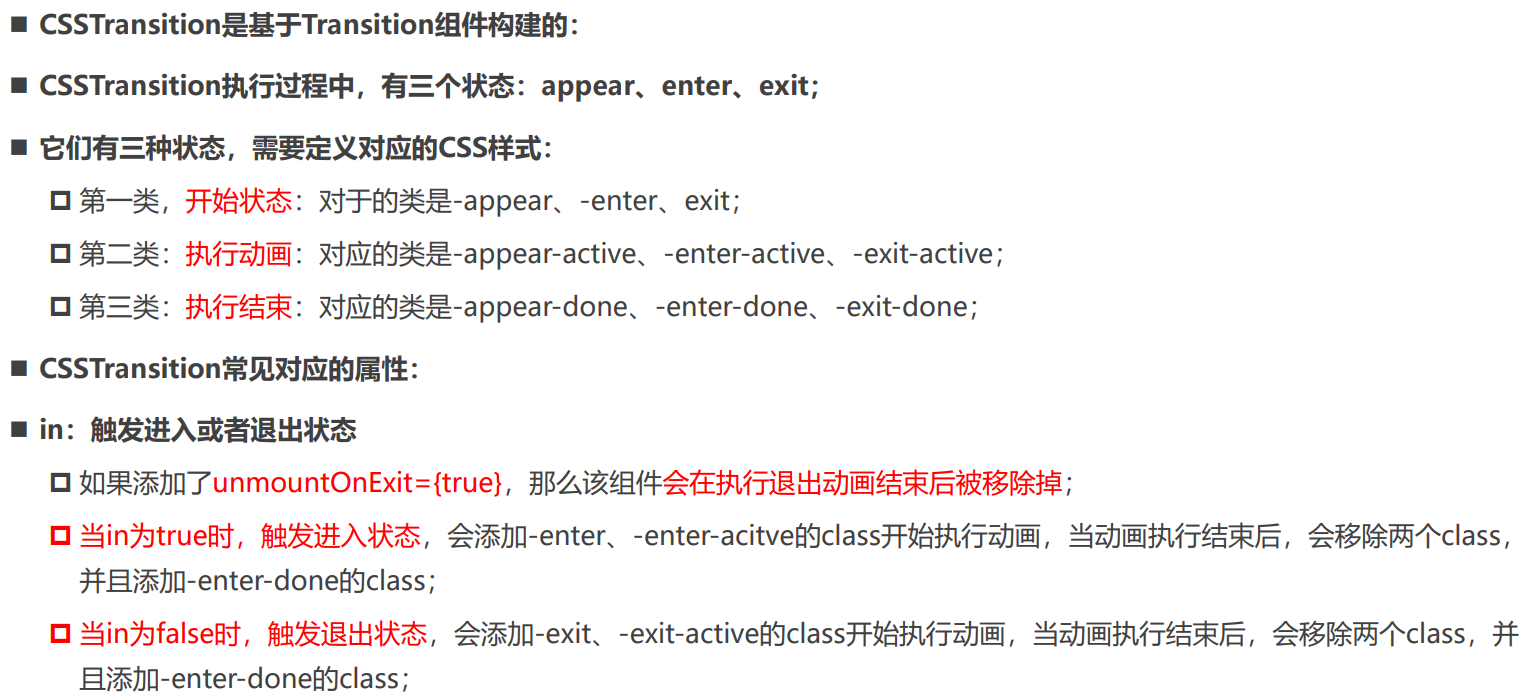 ■ CSSTransition是基于Transition组件构建的：
■ CSSTransition执行过程中，有三个状态：appear、enter、exit；
■ 它们有三种状态，需要定义对应的CSS样式：
第一类，开始状态：对于的类是-appear、-enter、exit；
第二类：执行动画：对应的类是-appear-active、-enter-active、-exit-active；
第三类：执行结束：对应的类是-appear-done、-enter-done、-exit-done；
■ CSSTransition常见对应的属性：
■ in：触发进入或者退出状态
如果添加了unmountOnExit={true}，那么该组件会在执行退出动画结束后被移除掉；
当in为true时，触发进入状态，会添加-enter、-enter-acitve的class开始执行动画，当动画执行结束后，会移除两个class，
并且添加-enter-done的class；
当in为false时，触发退出状态，会添加-exit、-exit-active的class开始执行动画，当动画执行结束后，会移除两个class，并
且添加-enter-done的class；